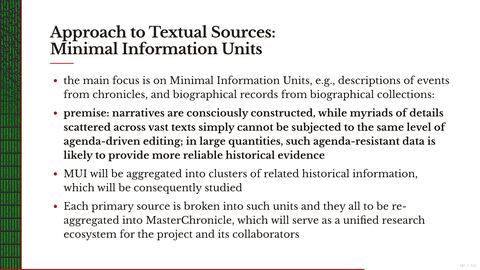 Approach to Textual Sources:
Minimal Information Units
• the main focus is on Minimal Information Units, e.g., descriptions of events
from chronicles, and biographical records from biographical collections:
• premise: narratives are consciously constructed, while myriads of details
scattered across vast texts simply cannot be subjected to the same level of
agenda-driven editing; in large quantities, such agenda-resistant data is
likely to provide more reliable historical evidence
• MUI will be aggregated into clusters of related historical information,
which will be consequently studied
• Each primary source is broken into such units and they all to be re-
aggregated into MasterChronicle, which will serve as a unified research
ecosystem for the project and its collaborators